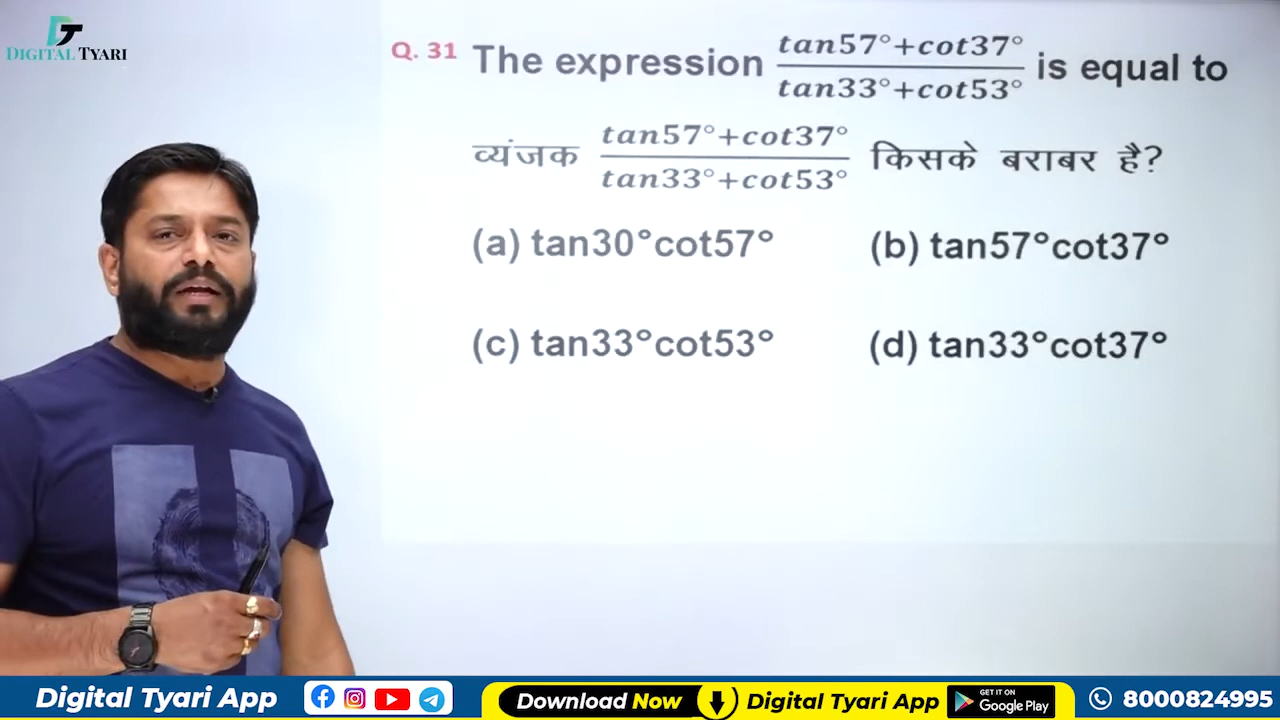 DT
DIGITAL TYARI
Q. 31 The expression tan57°+cot37° / tan33°+cot53° is equal to
व्यंजक tan57°+cot37° / tan33°+cot53° किसके बराबर है?
(a) tan30°cot57° (b) tan57°cot37°
(c) tan33°cot53° (d) tan33°cot37°
Digital Tyari App Download Now Digital Tyari App GET IT ON Google Play 8000824995